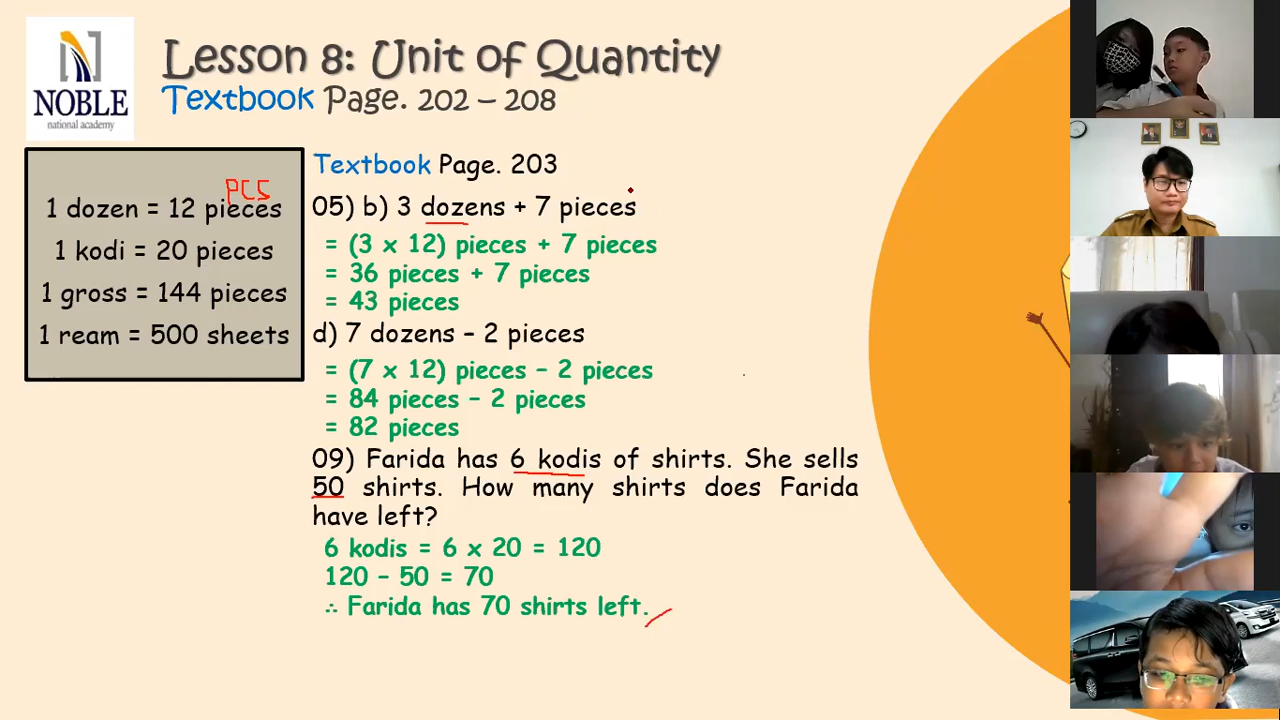 NOBLE
national academy
Lesson 8: Unit of Quantity
Textbook Page. 202 – 208
PCS
1 dozen = 12 pieces
1 kodi = 20 pieces
1 gross = 144 pieces
1 ream = 500 sheets
Textbook Page. 203
05) b) 3 dozens + 7 pieces
= (3 x 12) pieces + 7 pieces
= 36 pieces + 7 pieces
= 43 pieces
d) 7 dozens – 2 pieces
= (7 x 12) pieces – 2 pieces
= 84 pieces – 2 pieces
= 82 pieces
09) Farida has 6 kodis of shirts. She sells
50 shirts. How many shirts does Farida
have left?
6 kodis = 6 x 20 = 120
120 – 50 = 70
∴ Farida has 70 shirts left.